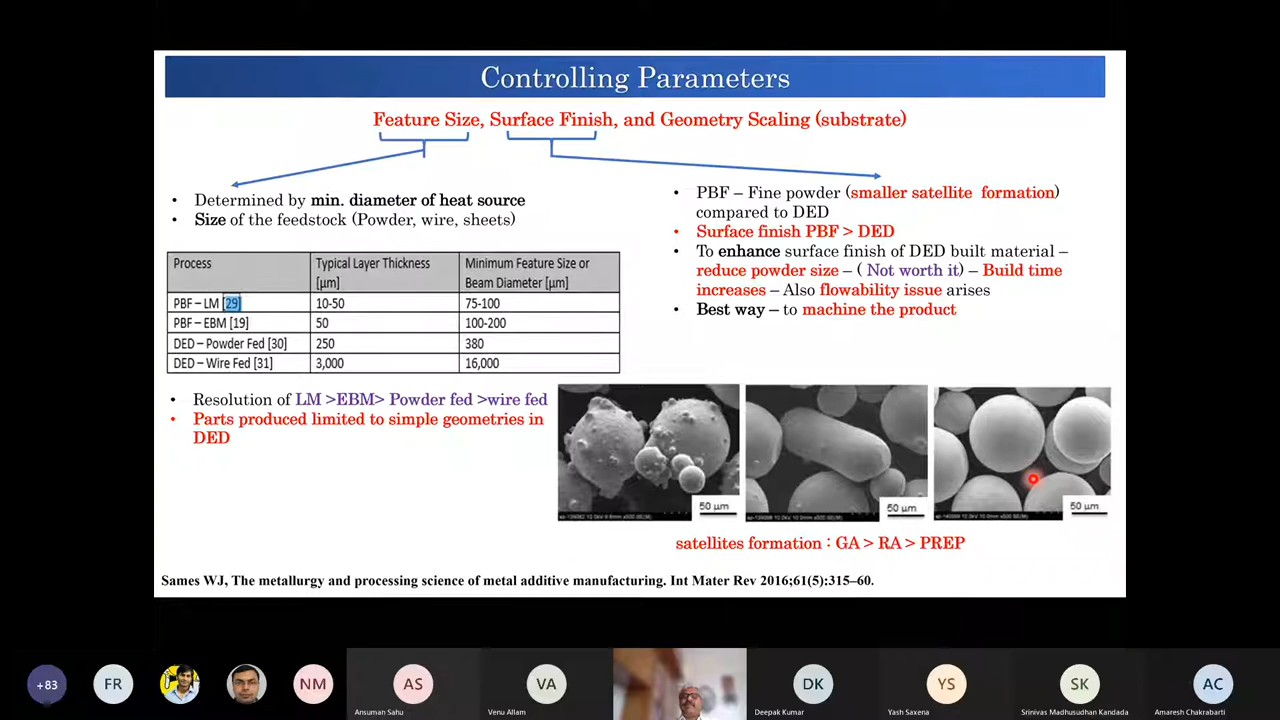 Controlling Parameters
Feature Size, Surface Finish, and Geometry Scaling (substrate)
• Determined by min. diameter of heat source
• Size of the feedstock (Powder, wire, sheets)
Process Typical Layer Thickness [μm] Minimum Feature Size or Beam Diameter [μm]
PBF – LM [29] 10-50 75-100
PBF – EBM [19] 50 100-200
DED – Powder Fed [30] 250 380
DED – Wire Fed [31] 3,000 16,000
• Resolution of LM >EBM> Powder fed >wire fed
• Parts produced limited to simple geometries in
DED
• PBF – Fine powder (smaller satellite formation)
compared to DED
• Surface finish PBF > DED
• To enhance surface finish of DED built material –
reduce powder size – ( Not worth it) – Build time
increases – Also flowability issue arises
• Best way – to machine the product
50 μm
50 μm
50 μm
satellites formation : GA > RA > PREP
Sames WJ, The metallurgy and processing science of metal additive manufacturing. Int Mater Rev 2016;61(5):315–60.
+83
FR
NM
AS
VA
DK
YS
SK
AC
Ansuman Sahu
Venu Allam
Deepak Kumar
Yash Saxena
Srinivas Madhusudhan Kandada
Amaresh Chakrabarti